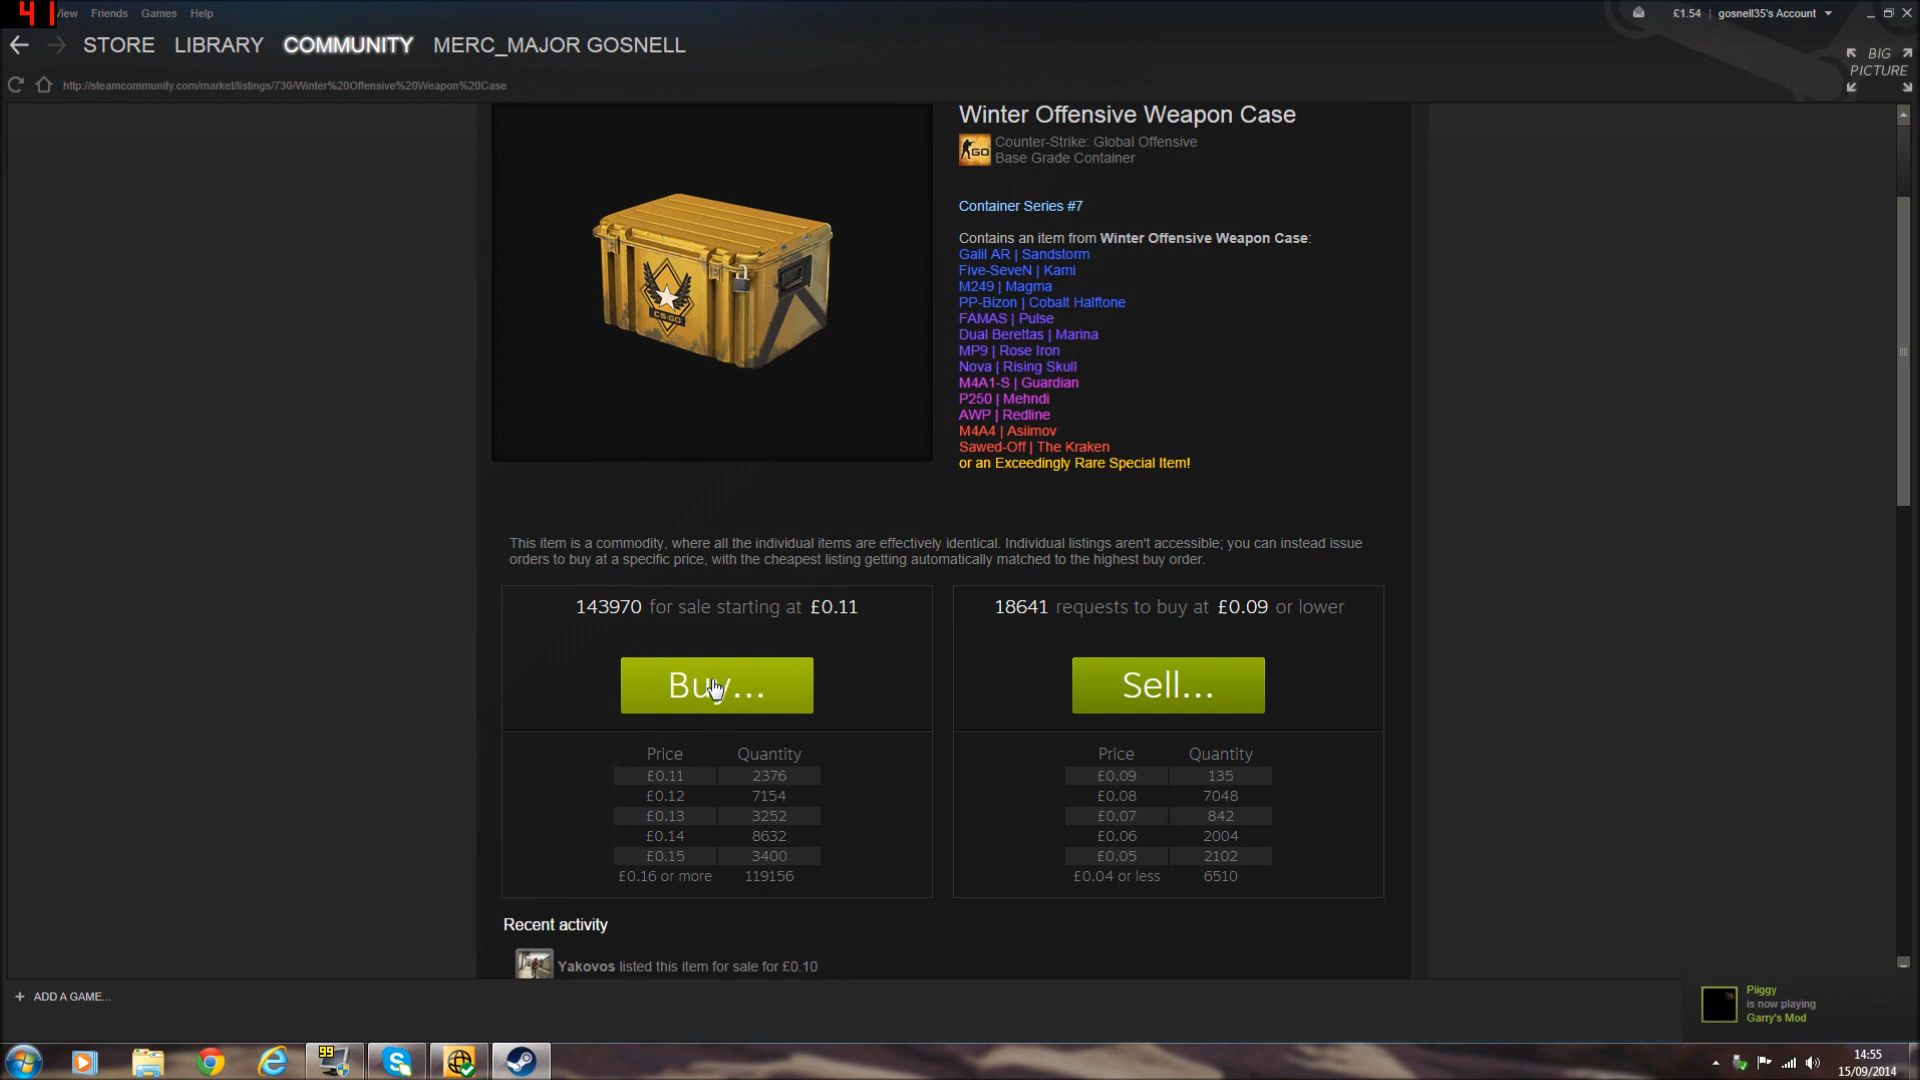 41
View Friends Games Help
£1.54 | gosnell35's Account
STORE LIBRARY COMMUNITY MERC_MAJOR GOSNELL
BIG
PICTURE
http://steamcommunity.com/market/listings/730/Winter%20Offensive%20Weapon%20Case
Winter Offensive Weapon Case
GO
Counter-Strike: Global Offensive
Base Grade Container
Container Series #7
Contains an item from Winter Offensive Weapon Case:
Galil AR | Sandstorm
Five-SeveN | Kami
M249 | Magma
PP-Bizon | Cobalt Halftone
FAMAS | Pulse
Dual Berettas | Marina
MP9 | Rose Iron
Nova | Rising Skull
M4A1-S | Guardian
P250 | Mehndi
AWP | Redline
M4A4 | Asiimov
Sawed-Off | The Kraken
or an Exceedingly Rare Special Item!
CS:GO
This item is a commodity, where all the individual items are effectively identical. Individual listings aren't accessible; you can instead issue
orders to buy at a specific price, with the cheapest listing getting automatically matched to the highest buy order.
143970 for sale starting at £0.11
Buy...
Price Quantity
£0.11 2376
£0.12 7154
£0.13 3252
£0.14 8632
£0.15 3400
£0.16 or more 119156
18641 requests to buy at £0.09 or lower
Sell...
Price Quantity
£0.09 135
£0.08 7048
£0.07 842
£0.06 2004
£0.05 2102
£0.04 or less 6510
Recent activity
Yakovos listed this item for sale for £0.10
+ ADD A GAME...
Piiggy
is now playing
Garry's Mod
99
14:55
15/09/2014